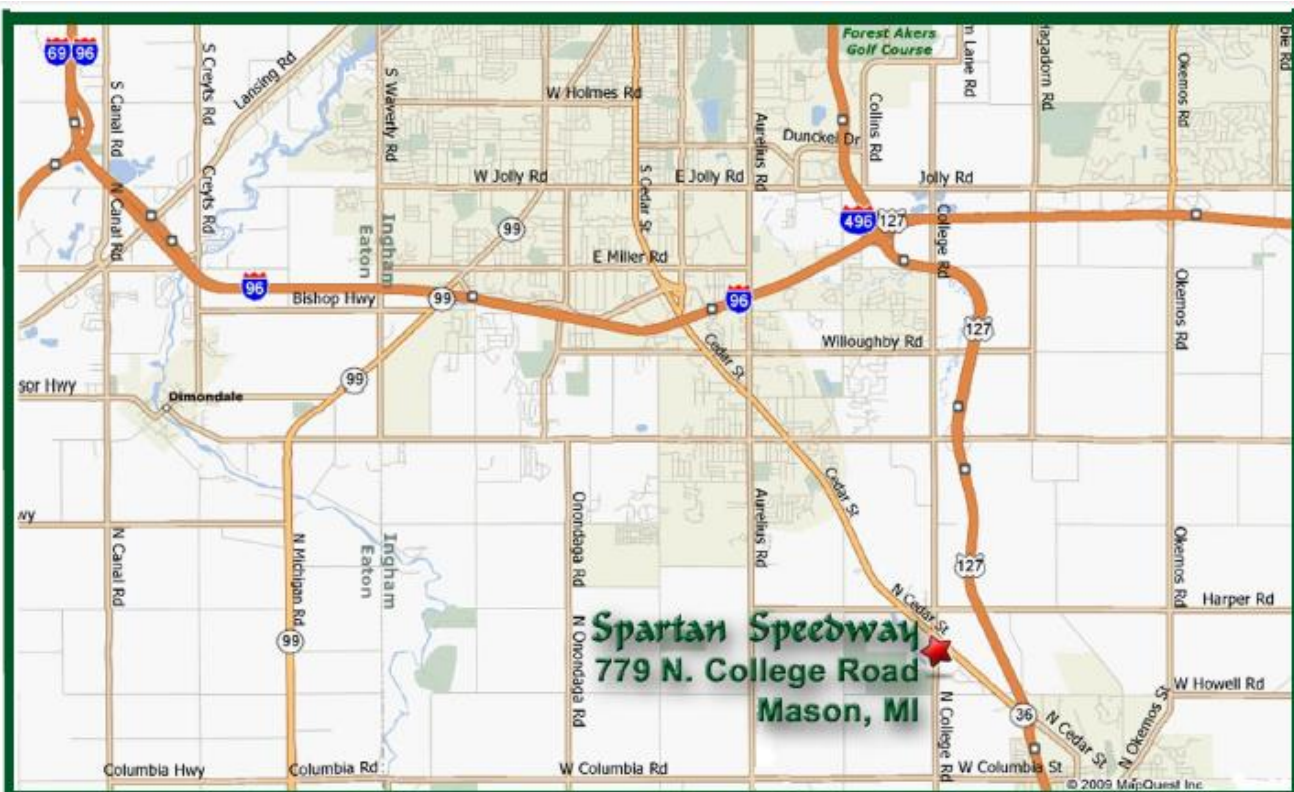 69 96
S Canal Rd
S Creyts Rd
Lansing Rd
S Waverly Rd
W Holmes Rd
Forest Akers
Golf Course
Collins Rd
Okemos Rd
Aurelius Rd
Dunckel Dr
W Jolly Rd
S Cedar St
E Jolly Rd
Jolly Rd
N Canal Rd
Creyts Rd
99
496
127
College Rd
Ingham
Eaton
E Miller Rd
96
Bishop Hwy
99
96
Okemos Rd
127
Cedar St
Willoughby Rd
99
Dimondale
Cedar St
N Canal Rd
N Michigan Rd
Ingham
Eaton
Onondaga Rd
Aurelius Rd
127
Okemos Rd
N Cedar St
Harper Rd
Spartan Speedway
779 N. College Road
Mason, MI
99
N Onondaga Rd
N College Rd
W Howell Rd
36
N Cedar St
N Okemos St
Columbia Hwy
Columbia Rd
W Columbia Rd
W Columbia St
© 2009 MapQuest Inc